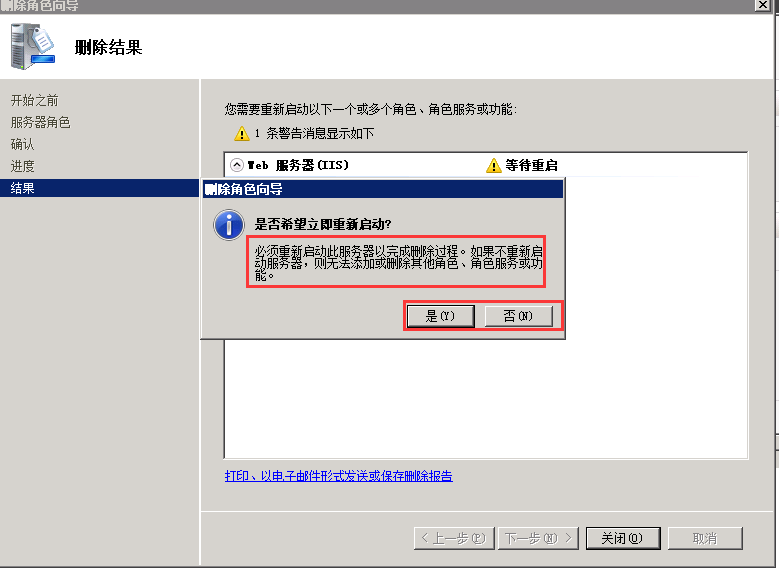 删除角色向导
删除结果
开始之前
服务器角色
确认
进度
结果
您需要重新启动以下一个或多个角色、角色服务或功能:
1 条警告消息显示如下
Web 服务器(IIS)
等待重启
删除角色向导
是否希望立即重新启动?
必须重新启动此服务器以完成删除过程。如果不重新启
动服务器，则无法添加或删除其他角色、角色服务或功
能。
是(Y)
否(N)
打印、以电子邮件形式发送或保存删除报告
< 上一步(P)
下一步(N) >
关闭(O)
取消